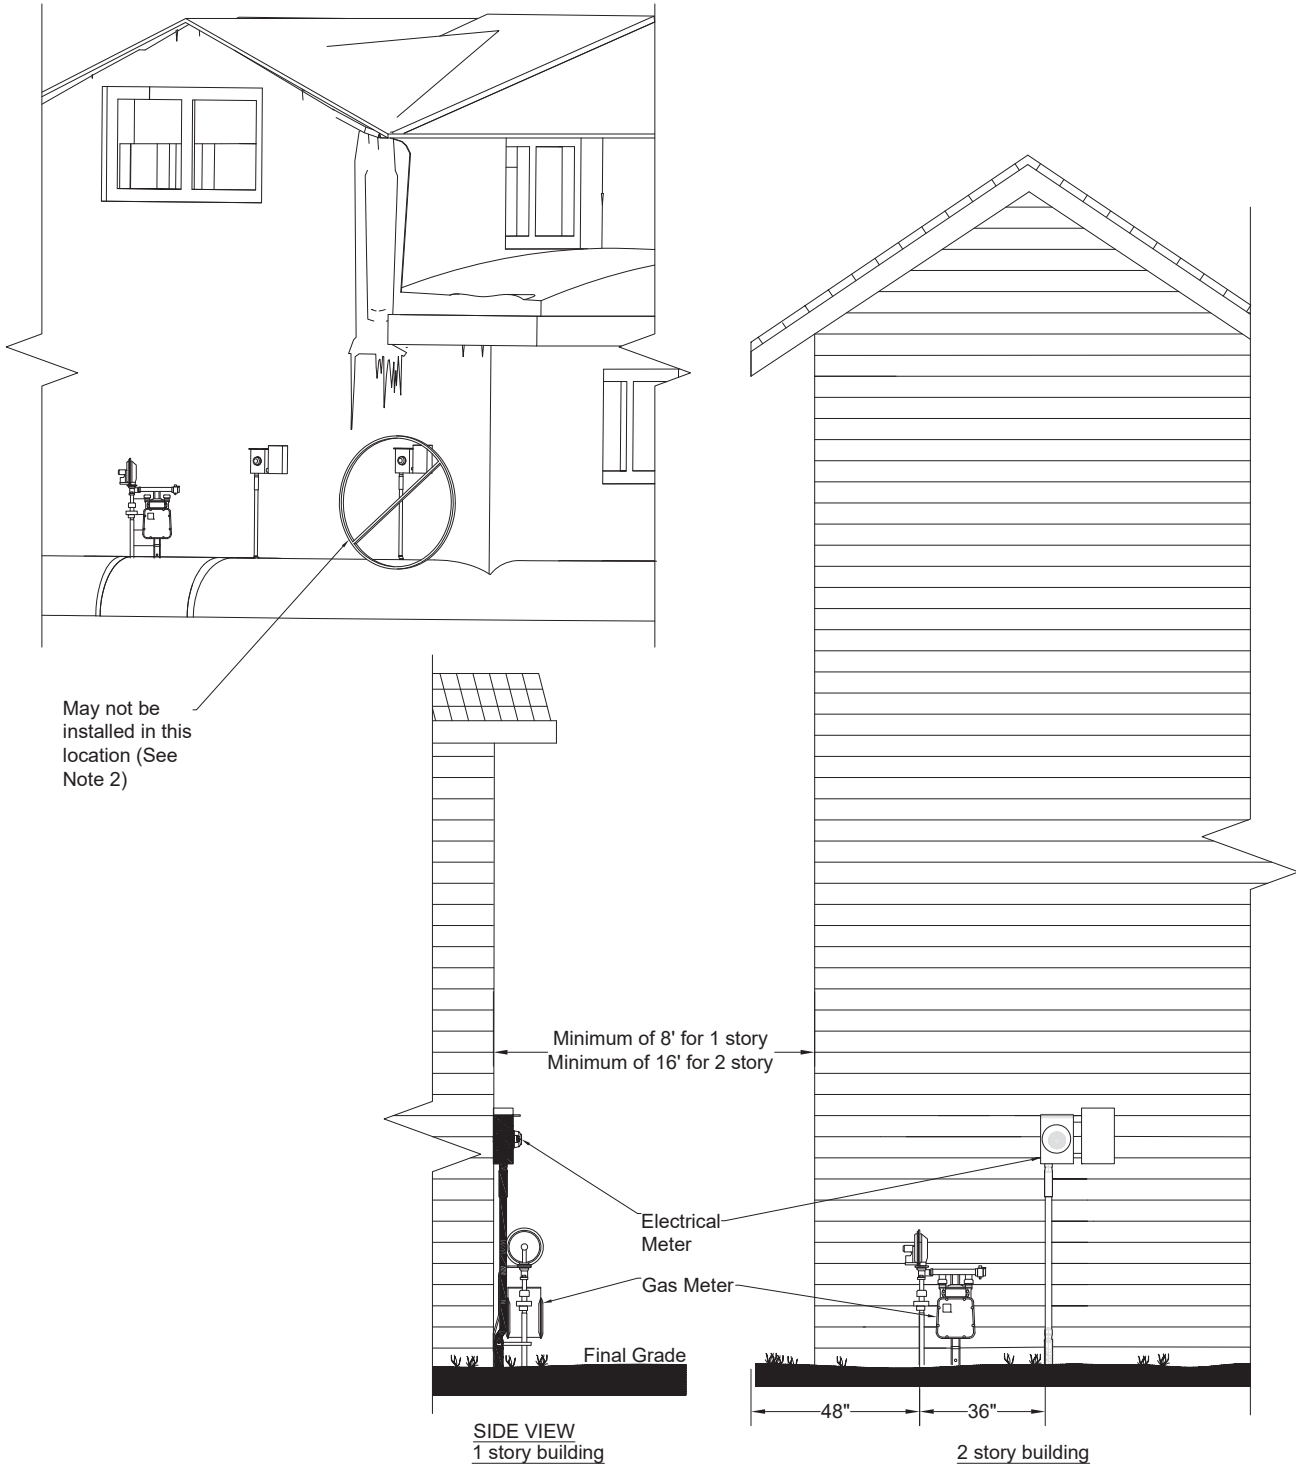 May not be
installed in this
location (See
Note 2)
Minimum of 8' for 1 story
Minimum of 16' for 2 story
Electrical
Meter
Gas Meter
Final Grade
48"
36"
SIDE VIEW
1 story building
2 story building